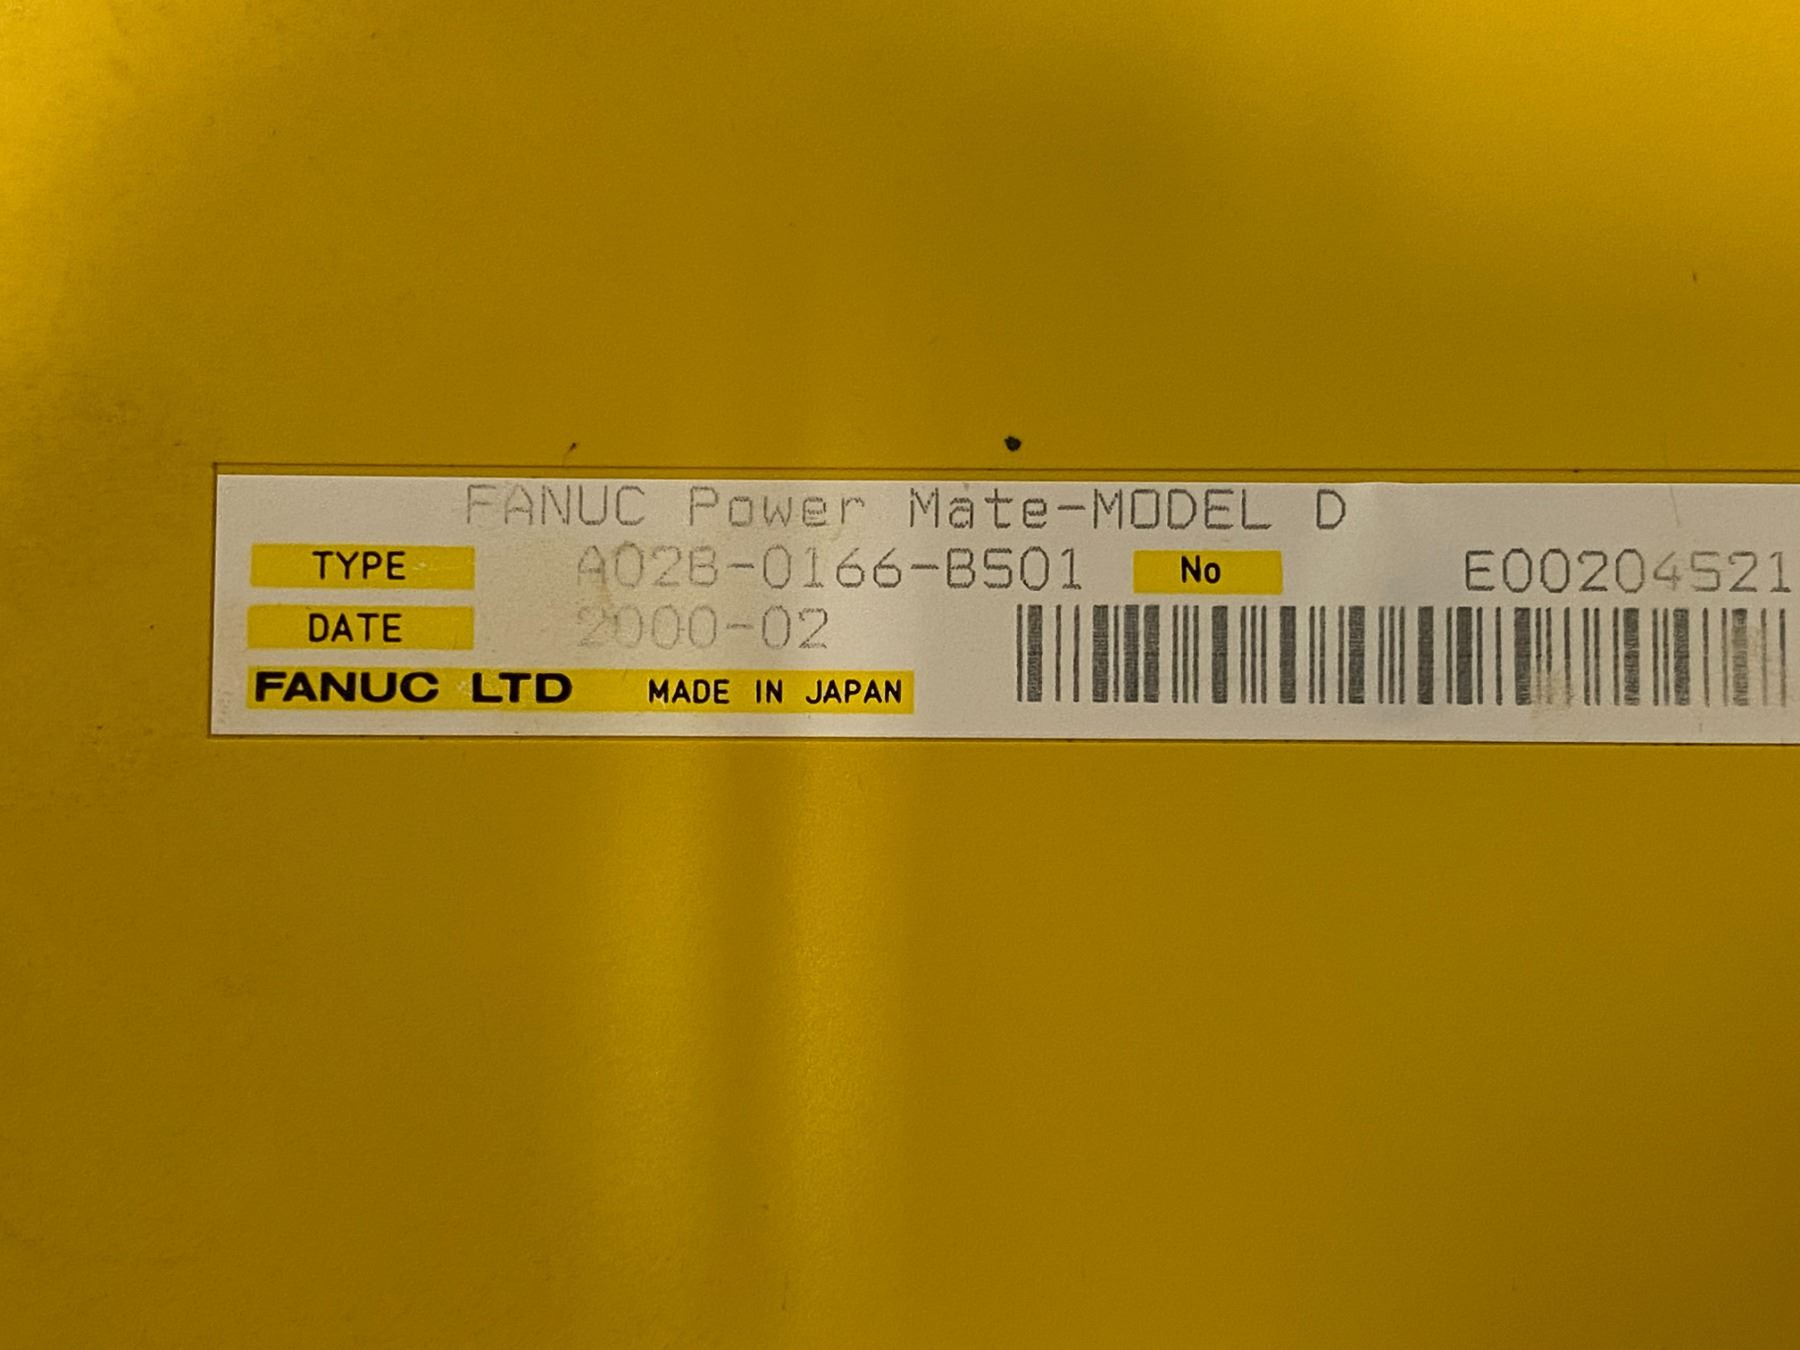 FANUC Power Mate-MODEL D
TYPE A02B-0166-B501 No E00204521
DATE 2000-02
FANUC LTD MADE IN JAPAN